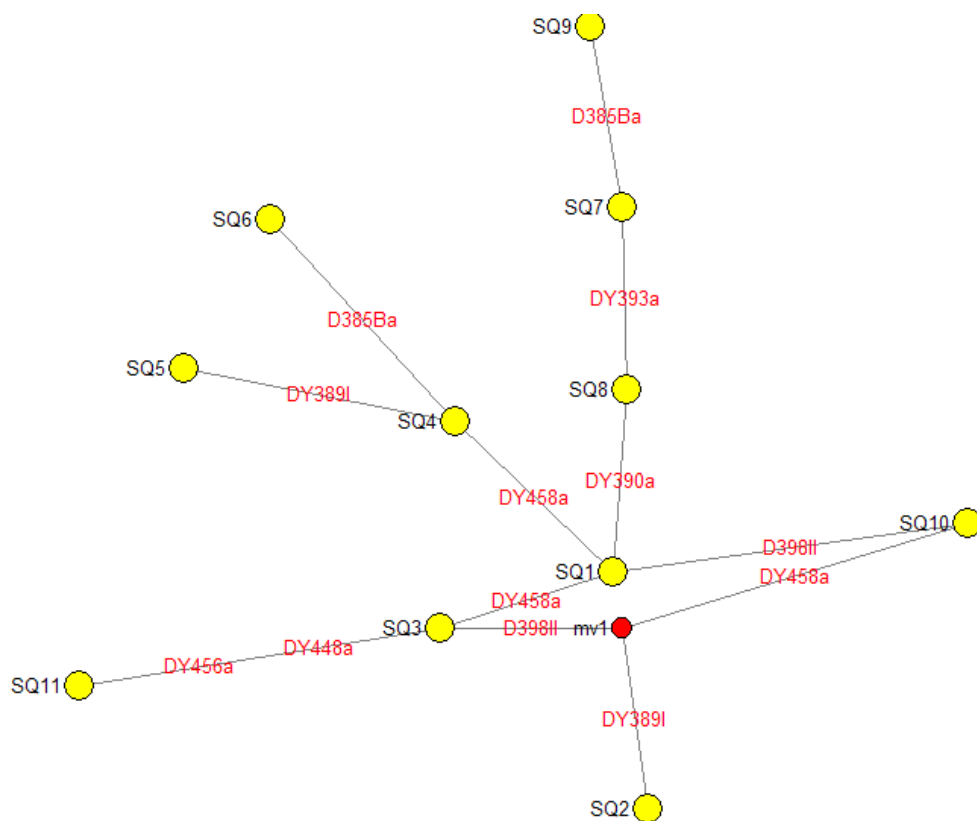 SQ9
D385Ba
SQ7
SQ6
DY393a
D385Ba
SQ5
DY389I
SQ8
SQ4
DY390a
DY458a
SQ10
D398II
SQ1
DY458a
DY458a
SQ3
D398II
mv1
DY448a
DY456a
SQ11
DY389I
SQ2